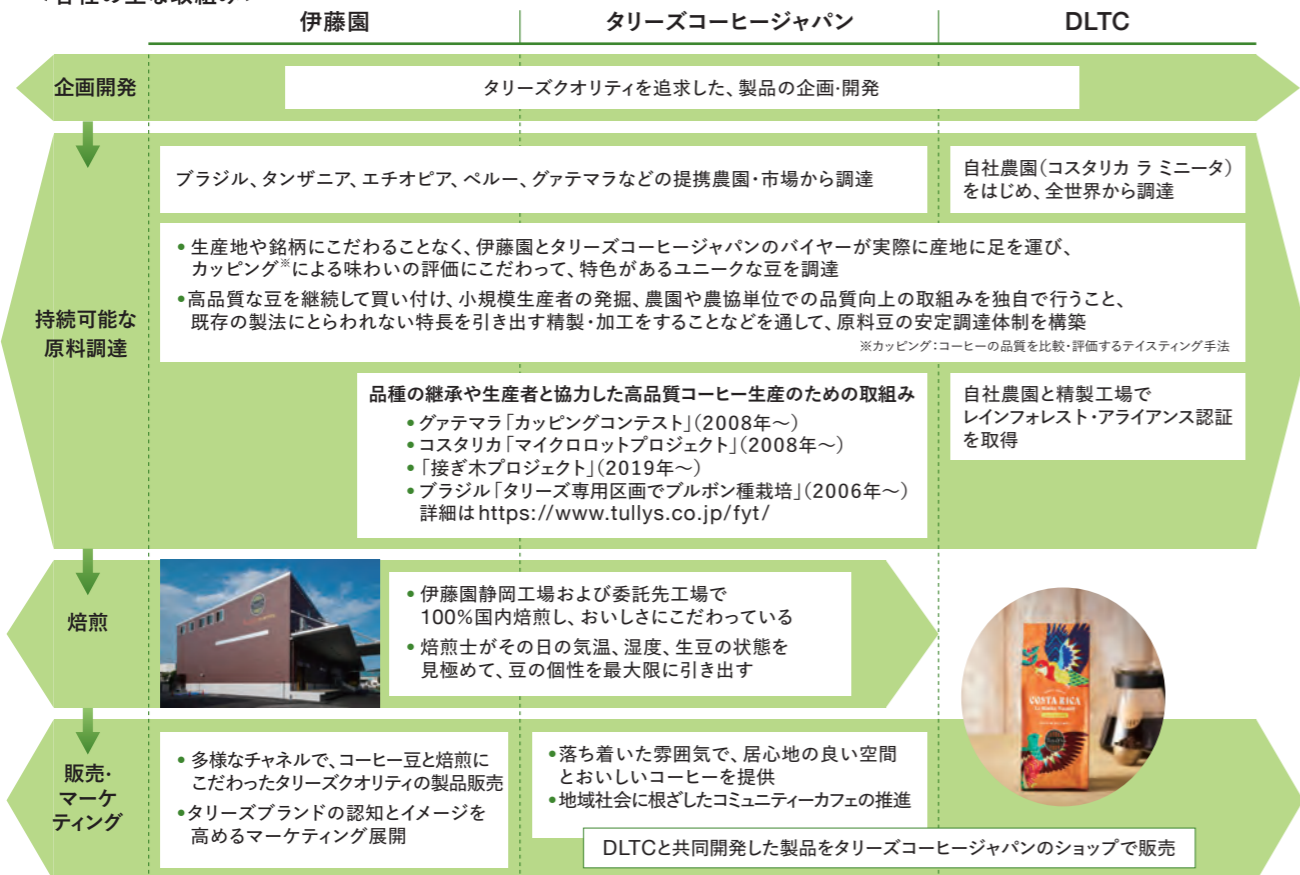 伊藤園
タリーズコーヒージャパン
DLTC
企画開発
タリーズクオリティを追求した、製品の企画・開発
持続可能な
原料調達
ブラジル、タンザニア、エチオピア、ペルー、グァテマラなどの提携農園・市場から調達
自社農園（コスタリカ ラ ミニータ）
をはじめ、全世界から調達
• 生産地や銘柄にこだわることなく、伊藤園とタリーズコーヒージャパンのバイヤーが実際に産地に足を運び、
カッピング※による味わいの評価にこだわって、特色があるユニークな豆を調達
•高品質な豆を継続して買い付け、小規模生産者の発掘、農園や農協単位での品質向上の取組みを独自で行うこと、
既存の製法にとらわれない特長を引き出す精製・加工をすることなどを通して、原料豆の安定調達体制を構築
※カッピング：コーヒーの品質を比較・評価するテイスティング手法
品種の継承や生産者と協力した高品質コーヒー生産のための取組み
• グァテマラ「カッピングコンテスト」（2008年〜）
• コスタリカ「マイクロロットプロジェクト」（2008年〜）
• 「接ぎ木プロジェクト」（2019年〜）
• ブラジル「タリーズ専用区画でブルボン種栽培」（2006年〜）
詳細はhttps://www.tullys.co.jp/fyt/
自社農園と精製工場で
レインフォレスト・アライアンス認証
を取得
焙煎
• 伊藤園静岡工場および委託先工場で
100%国内焙煎し、おいしさにこだわっている
• 焙煎士がその日の気温、湿度、生豆の状態を
見極めて、豆の個性を最大限に引き出す
COSTA RICA
販売・
マーケ
ティング
• 多様なチャネルで、コーヒー豆と焙煎に
こだわったタリーズクオリティの製品販売
•タリーズブランドの認知とイメージを
高めるマーケティング展開
•落ち着いた雰囲気で、居心地の良い空間
とおいしいコーヒーを提供
•地域社会に根ざしたコミュニティーカフェの推進
DLTCと共同開発した製品をタリーズコーヒージャパンのショップで販売